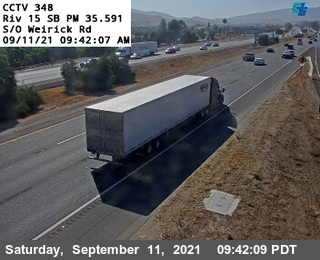 CCTV 348
Riv 15 SB PM 35.591
S/O Weirick Rd
09/11/21 09:42:07 AM
Saturday, September 11, 2021 09:42:09 PDT